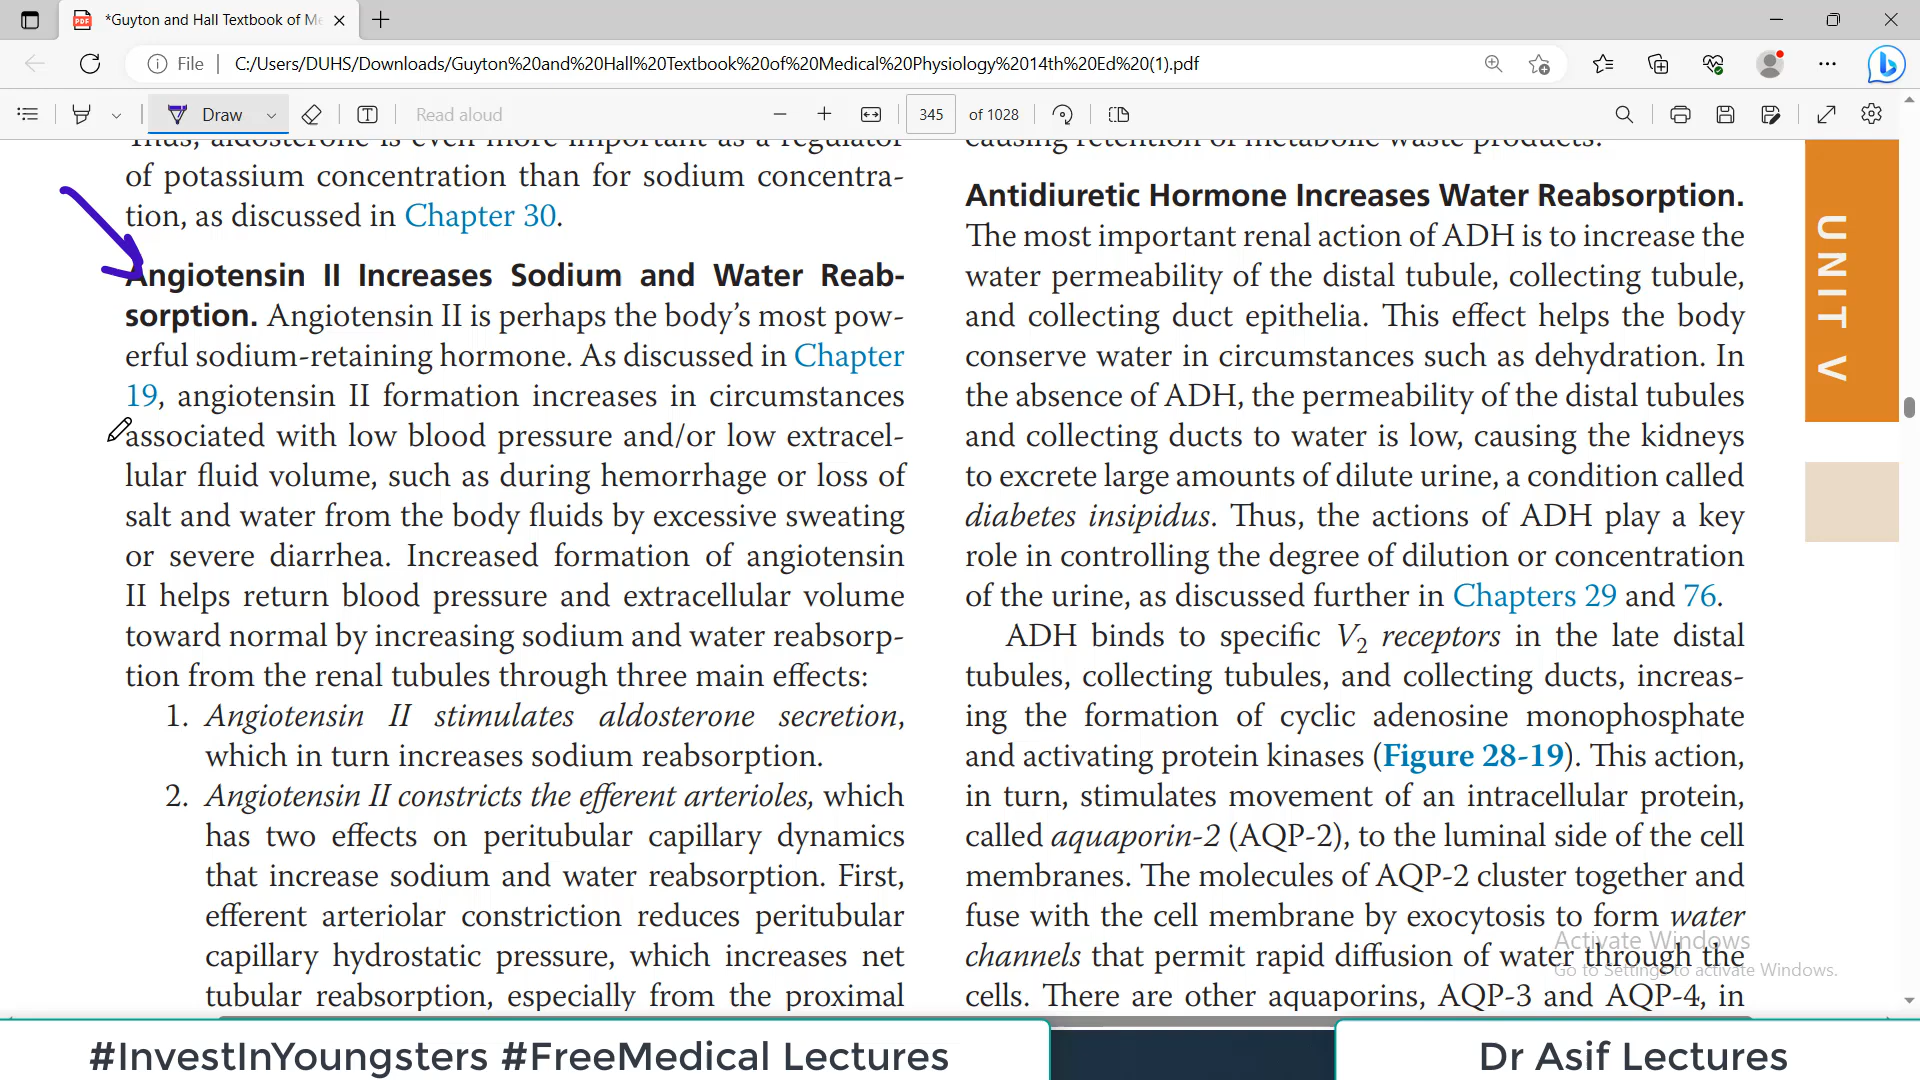 *Guyton and Hall Textbook of Me
File
C:/Users/DUHS/Downloads/Guyton%20and%20Hall%20Textbook%20of%20Medical%20Physiology%2014th%20Ed%20(1).pdf
Draw
Read aloud
345
of 1028
Thus, aldosterone is even more important as a regulator
of potassium concentration than for sodium concentra-
tion, as discussed in Chapter 30.
Angiotensin II Increases Sodium and Water Reab-
sorption. Angiotensin II is perhaps the body’s most pow-
erful sodium-retaining hormone. As discussed in Chapter
19, angiotensin II formation increases in circumstances
associated with low blood pressure and/or low extracel-
lular fluid volume, such as during hemorrhage or loss of
salt and water from the body fluids by excessive sweating
or severe diarrhea. Increased formation of angiotensin
II helps return blood pressure and extracellular volume
toward normal by increasing sodium and water reabsorp-
tion from the renal tubules through three main effects:
1. Angiotensin II stimulates aldosterone secretion,
which in turn increases sodium reabsorption.
2. Angiotensin II constricts the efferent arterioles, which
has two effects on peritubular capillary dynamics
that increase sodium and water reabsorption. First,
efferent arteriolar constriction reduces peritubular
capillary hydrostatic pressure, which increases net
tubular reabsorption, especially from the proximal
causing retention of metabolic waste products.
Antidiuretic Hormone Increases Water Reabsorption.
The most important renal action of ADH is to increase the
water permeability of the distal tubule, collecting tubule,
and collecting duct epithelia. This effect helps the body
conserve water in circumstances such as dehydration. In
the absence of ADH, the permeability of the distal tubules
and collecting ducts to water is low, causing the kidneys
to excrete large amounts of dilute urine, a condition called
diabetes insipidus. Thus, the actions of ADH play a key
role in controlling the degree of dilution or concentration
of the urine, as discussed further in Chapters 29 and 76.
ADH binds to specific V2 receptors in the late distal
tubules, collecting tubules, and collecting ducts, increas-
ing the formation of cyclic adenosine monophosphate
and activating protein kinases (Figure 28-19). This action,
in turn, stimulates movement of an intracellular protein,
called aquaporin-2 (AQP-2), to the luminal side of the cell
membranes. The molecules of AQP-2 cluster together and
fuse with the cell membrane by exocytosis to form water
channels that permit rapid diffusion of water through the
cells. There are other aquaporins, AQP-3 and AQP-4, in
UNIT V
Activate Windows
Go to Settings to activate Windows.
#InvestInYoungsters #FreeMedical Lectures
Dr Asif Lectures